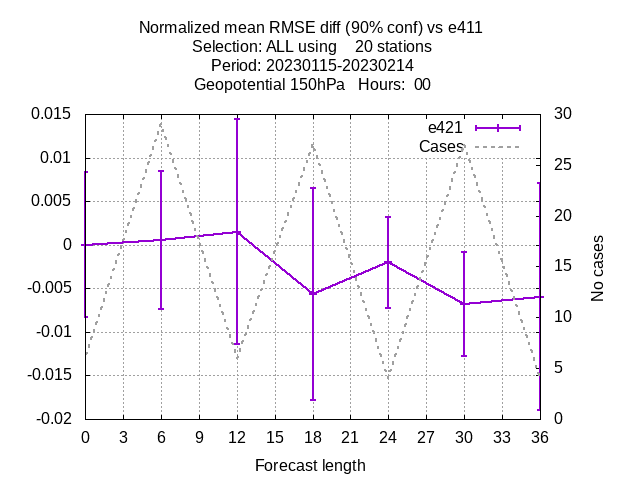 Normalized mean RMSE diff (90% conf) vs e411
Selection: ALL using    20 stations
Period: 20230115-20230214
Geopotential 150hPa   Hours:  00
0.015
0.01
0.005
0
-0.005
-0.01
-0.015
-0.02
e421
Cases
30
25
20
15
10
5
0
No cases
0 3 6 9 12 15 18 21 24 27 30 33 36
Forecast length